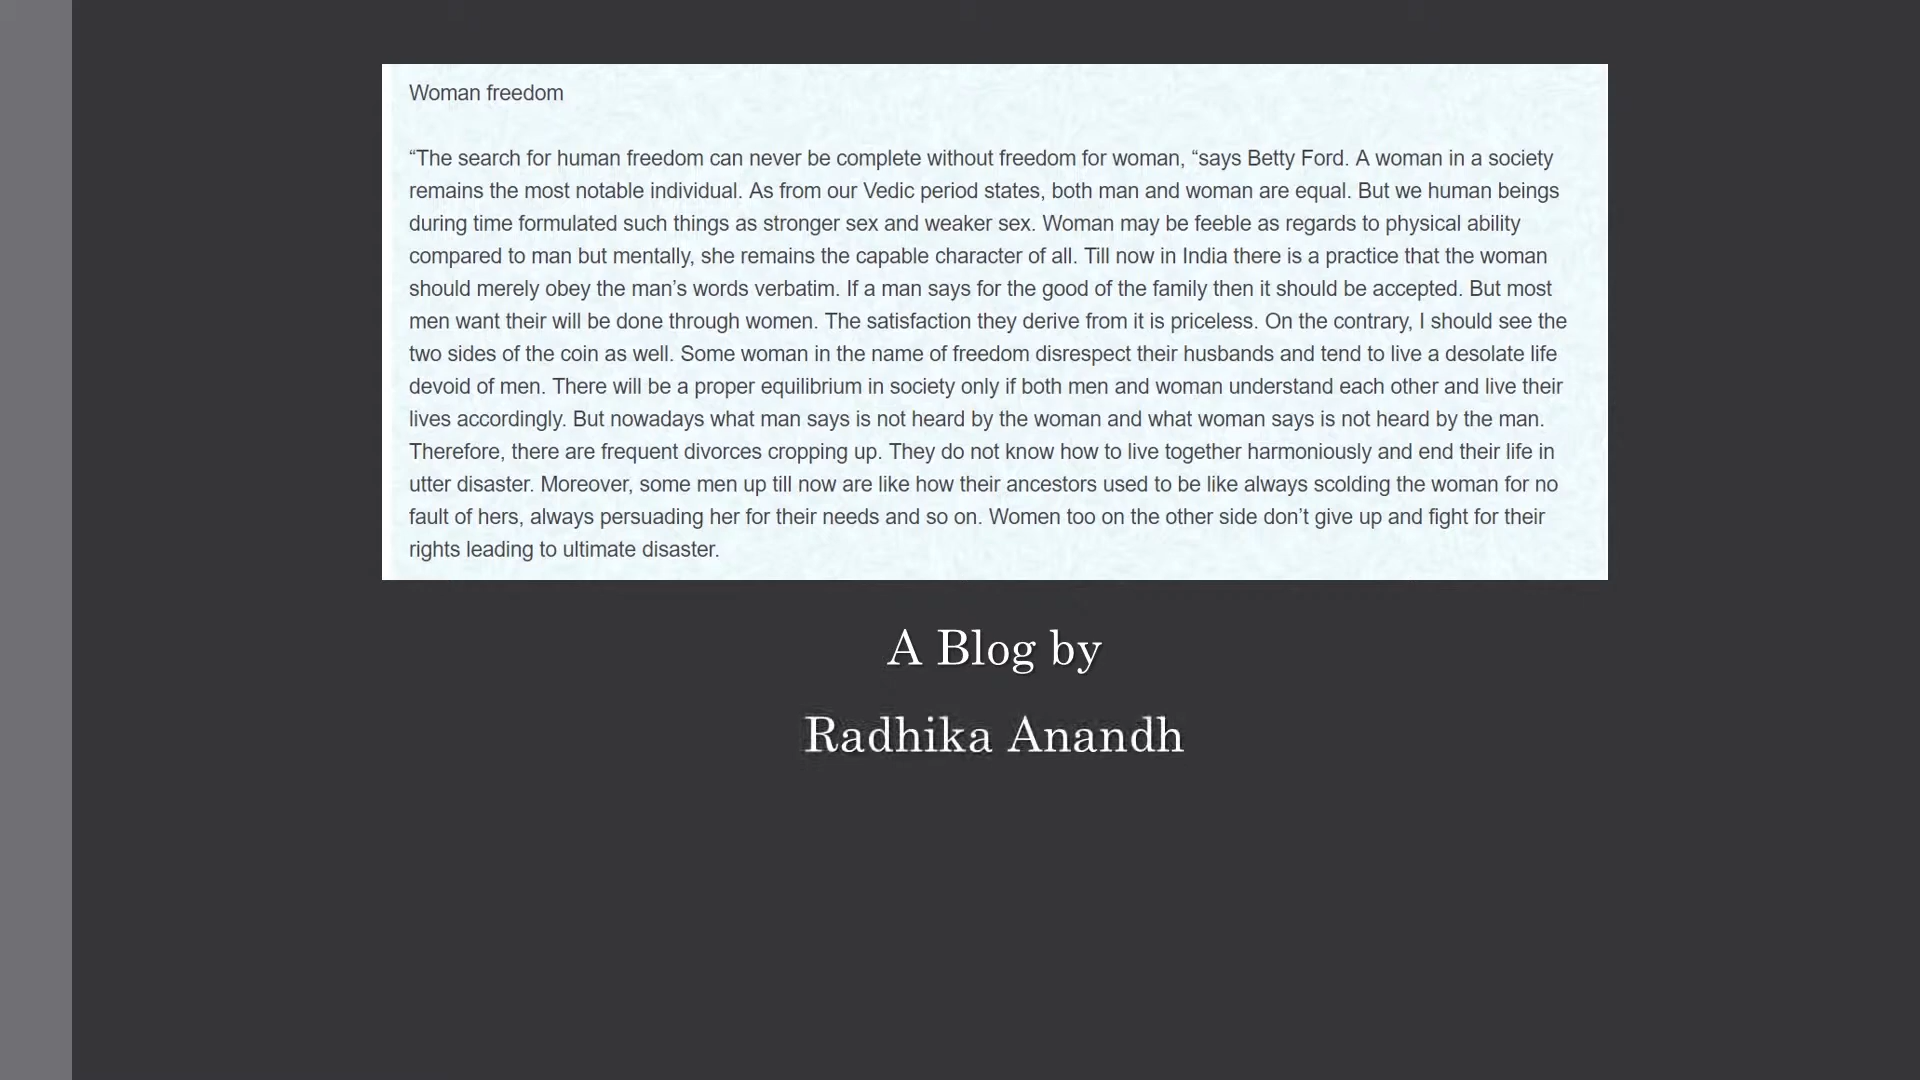 Woman freedom
“The search for human freedom can never be complete without freedom for woman, “says Betty Ford. A woman in a society
remains the most notable individual. As from our Vedic period states, both man and woman are equal. But we human beings
during time formulated such things as stronger sex and weaker sex. Woman may be feeble as regards to physical ability
compared to man but mentally, she remains the capable character of all. Till now in India there is a practice that the woman
should merely obey the man’s words verbatim. If a man says for the good of the family then it should be accepted. But most
men want their will be done through women. The satisfaction they derive from it is priceless. On the contrary, I should see the
two sides of the coin as well. Some woman in the name of freedom disrespect their husbands and tend to live a desolate life
devoid of men. There will be a proper equilibrium in society only if both men and woman understand each other and live their
lives accordingly. But nowadays what man says is not heard by the woman and what woman says is not heard by the man.
Therefore, there are frequent divorces cropping up. They do not know how to live together harmoniously and end their life in
utter disaster. Moreover, some men up till now are like how their ancestors used to be like always scolding the woman for no
fault of hers, always persuading her for their needs and so on. Women too on the other side don’t give up and fight for their
rights leading to ultimate disaster.
A Blog by
Radhika Anandh